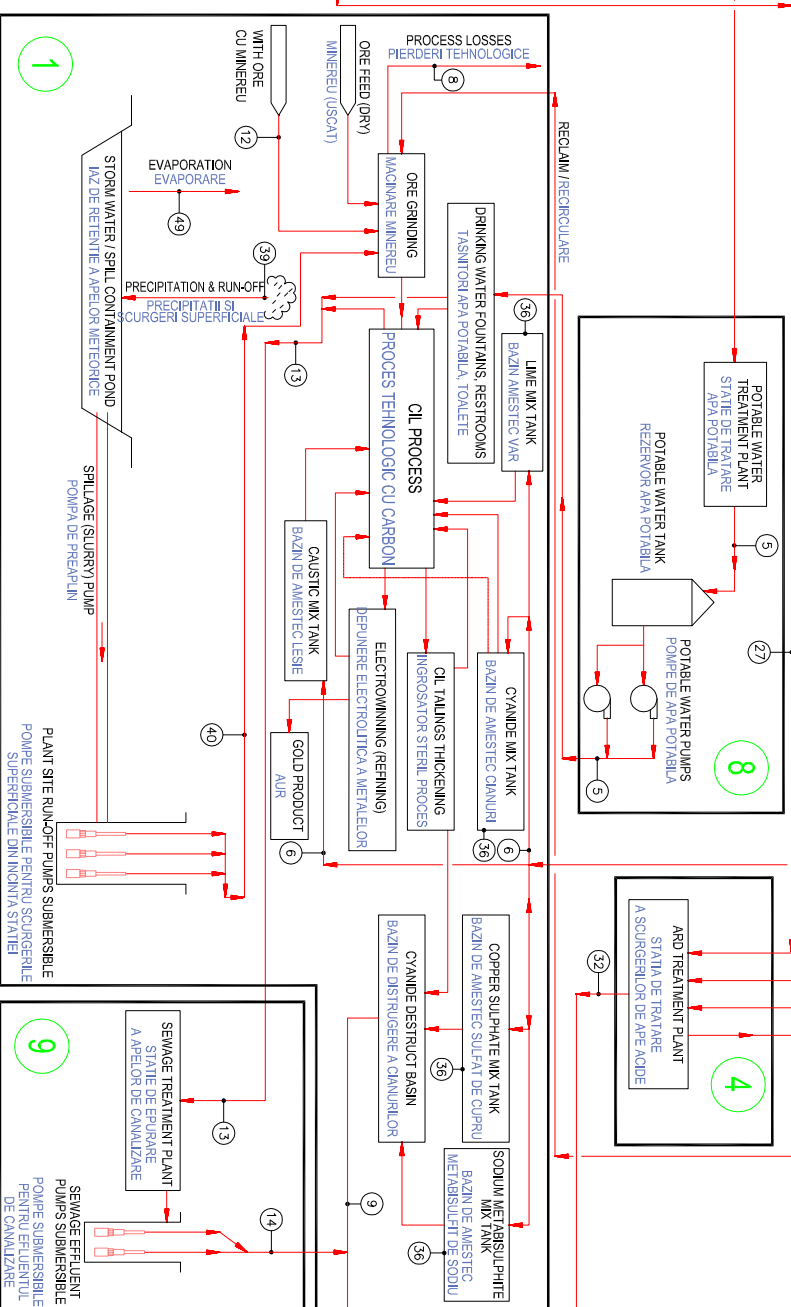 1
WITH ORE
CU MINEREU
12
ORE FEED (DRY)
MINEREU (USCAT)
PROCESS LOSSES
PIERDERI TEHNOLOGICE
8
RECLAIM / RECIRCULARE
ORE GRINDING
MACINARE MINEREU
EVAPORATION
EVAPORARE
49
39
PRECIPITATION & RUN-OFF
PRECIPITATII SI
SCURGERI SUPERFICIALE
STORM WATER / SPILL CONTAINMENT POND
IAZ DE RETENTIE A APELOR METEORICE
13
DRINKING WATER FOUNTAINS, RESTROOMS
TASNITORI APA POTABILA, TOALETE
36
LIME MIX TANK
BAZIN AMESTEC VAR
CIL PROCESS
PROCES TEHNOLOGIC CU CARBON
SPILLAGE (SLURRY) PUMP
POMPA DE PREAPLIN
CAUSTIC MIX TANK
BAZIN DE AMESTEC LESIE
ELECTROWINNING (REFINING)
DEPUNERE ELECTROLITICA A METALELOR
CIL TAILINGS THICKENING
INGROSATOR STERIL PROCES
CYANIDE MIX TANK
BAZIN DE AMESTEC CIANURI
36
6
GOLD PRODUCT
AUR
6
40
PLANT SITE RUN-OFF PUMPS SUBMERSIBLE
POMPE SUBMERSIBILE PENTRU SCURGERILE
SUPERFICIALE DIN INCINTA STATIEI
POTABLE WATER
TREATMENT PLANT
STATIE DE TRATARE
APA POTABILA
5
POTABLE WATER TANK
REZERVOR APA POTABILA
27
POTABLE WATER PUMPS
POMPE DE APA POTABILA
5
8
ARD TREATMENT PLANT
STATIA DE TRATARE
A SCURGERILOR DE APE ACIDE
32
4
COPPER SULPHATE MIX TANK
BAZIN DE AMESTEC SULFAT DE CUPRU
36
CYANIDE DESTRUCT BASIN
BAZIN DE DISTRUGERE A CIANURILOR
SODIUM METABISULPHITE
MIX TANK
BAZIN DE AMESTEC
METABISULFIT DE SODIU
36
9
9
SEWAGE TREATMENT PLANT
STATIE DE EPURARE
A APELOR DE CANALIZARE
13
14
SEWAGE EFFLUENT
PUMPS SUBMERSIBLE
POMPE SUBMERSIBILE
PENTRU EFLUENTUL
DE CANALIZARE